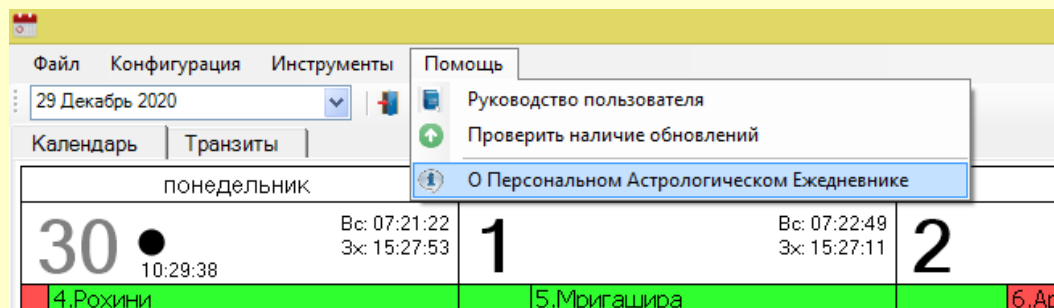 Файл Конфигурация Инструменты Помощь
29 Декабрь 2020
Руководство пользователя
Проверить наличие обновлений
О Персональном Астрологическом Ежедневнике
Календарь Транзиты
понедельник
30 10:29:38 Вс: 07:21:22
Зх: 15:27:53
1 Вс: 07:22:49
Зх: 15:27:11
2
4.Рохини 5.Мригашира